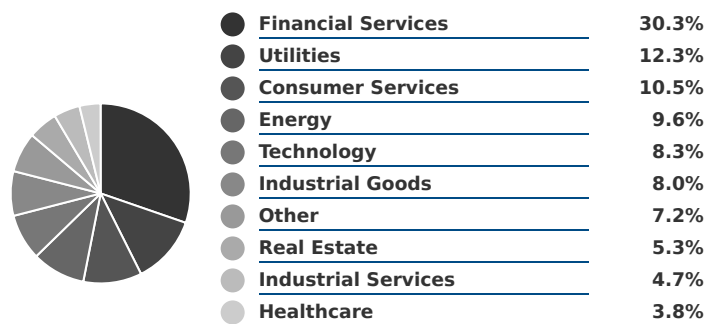 Financial Services 30.3%
Utilities 12.3%
Consumer Services 10.5%
Energy 9.6%
Technology 8.3%
Industrial Goods 8.0%
Other 7.2%
Real Estate 5.3%
Industrial Services 4.7%
Healthcare 3.8%